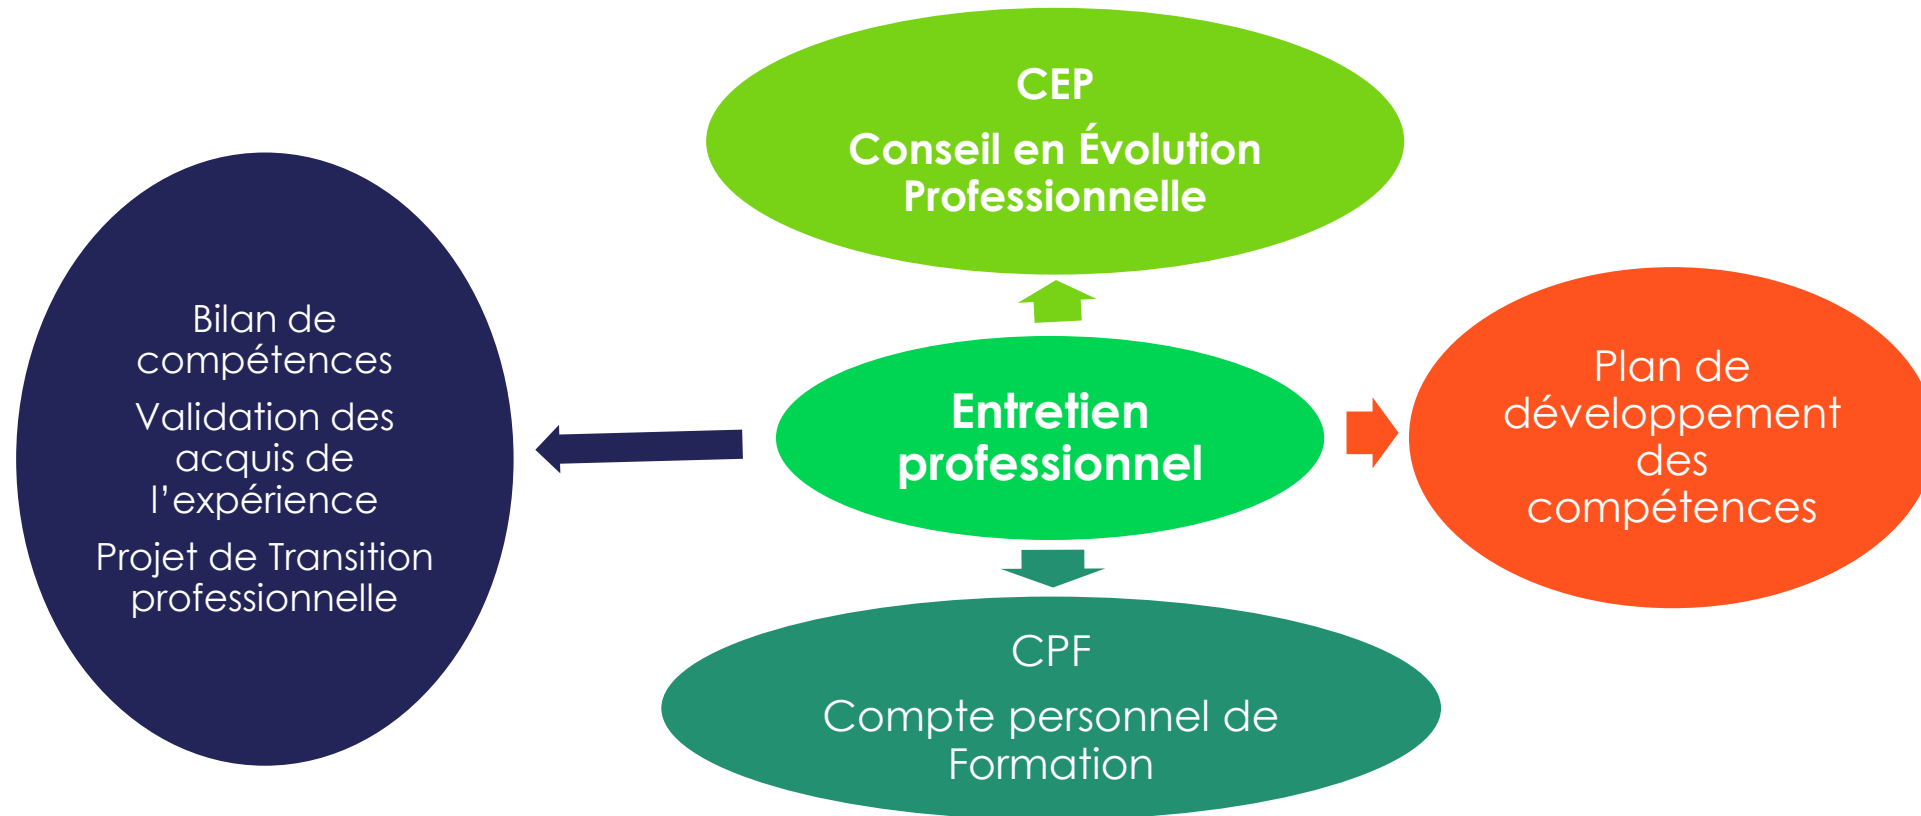 CEP
Conseil en Évolution
Professionnelle
Bilan de
compétences
Validation des
acquis de
l’expérience
Projet de Transition
professionnelle
Entretien
professionnel
Plan de
développement
des
compétences
CPF
Compte personnel de
Formation